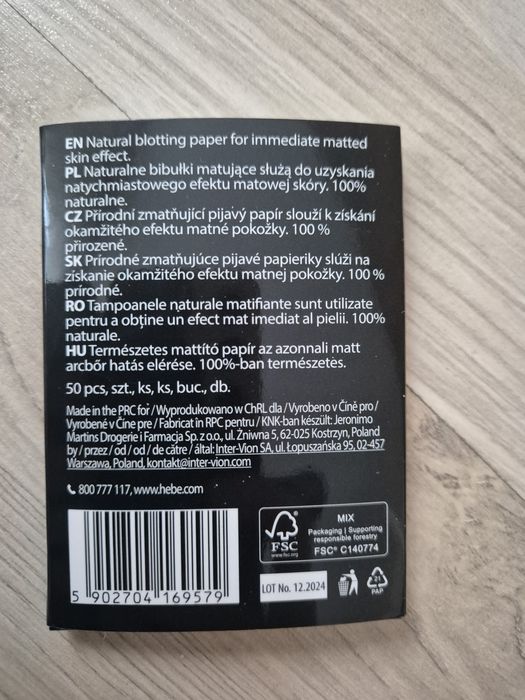 EN Natural blotting paper for immediate matted
skin effect.
PL Naturalne bibułki matujące służą do uzyskania
natychmiastowego efektu matowej skóry. 100%
naturalne.
CZ Přírodní zmatňující pijavý papír slouží k získání
okamžitého efektu matné pokožky. 100 %
přirozené.
SK Prírodné zmatňujúce pijavé papieriky slúži na
získanie okamžitého efektu matnej pokožky. 100 %
prírodné.
RO Tampoanele naturale matifiante sunt utilizate
pentru a obține un efect mat imediat al pielii. 100%
naturale.
HU Természetes mattító papír az azonnali matt
arcbőr hatás elérése. 100%-ban természetes.
50 pcs, szt., ks, ks, buc., db.
Made in the PRC for / Wyprodukowano w ChRL dla / Vyrobeno v Číně pro /
Vyrobené v Číne pre / Fabricat în RPC pentru / KNK-ban készült: Jeronimo
Martins Drogerie i Farmacja Sp. z o.o., ul. Żniwna 5, 62-025 Kostrzyn, Poland
by / przez / od / od / de către / által: Inter-Vion SA, ul. Łopuszańska 95, 02-457
Warszawa, Poland, kontakt@inter-vion.com
800 777 117, www.hebe.com
5 902704 169579
FSC
www.fsc.org
MIX
Packaging | Supporting
responsible forestry
FSC® C140774
LOT No. 12.2024
21
PAP